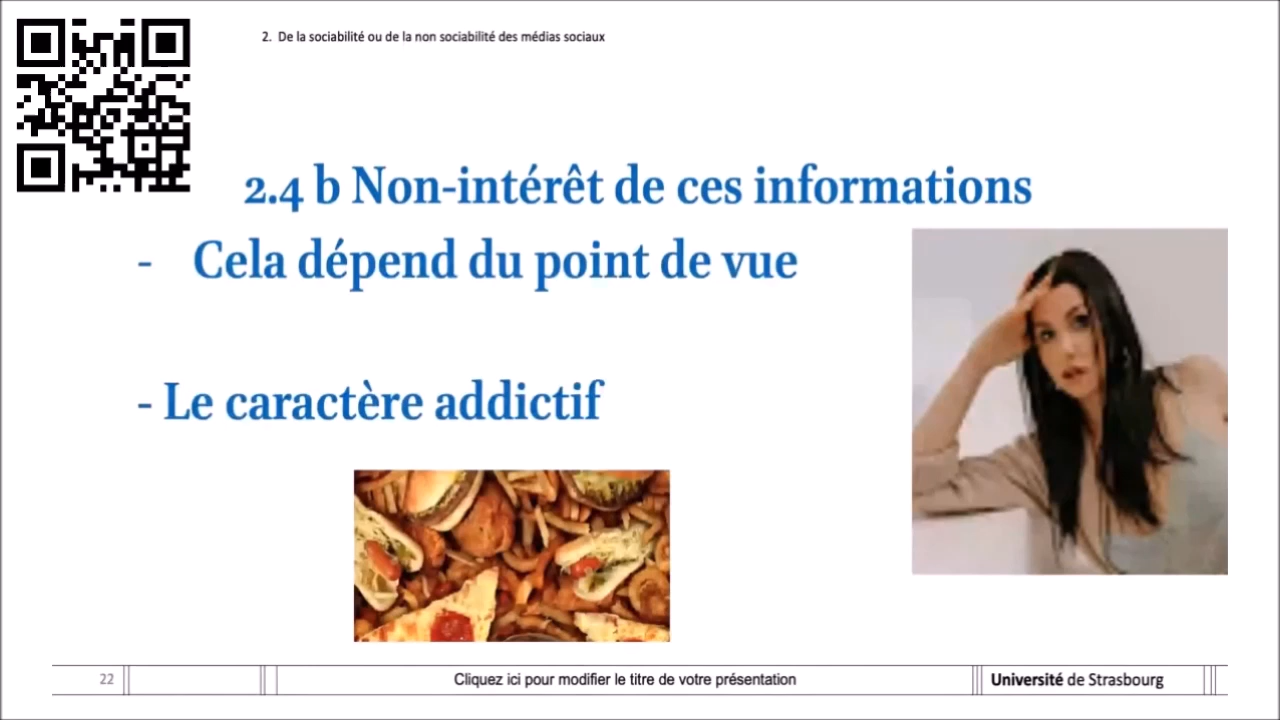 2. De la sociabilité ou de la non sociabilité des médias sociaux
2.4 b Non-intérêt de ces informations
- Cela dépend du point de vue
- Le caractère addictif
22
Cliquez ici pour modifier le titre de votre présentation
Université de Strasbourg